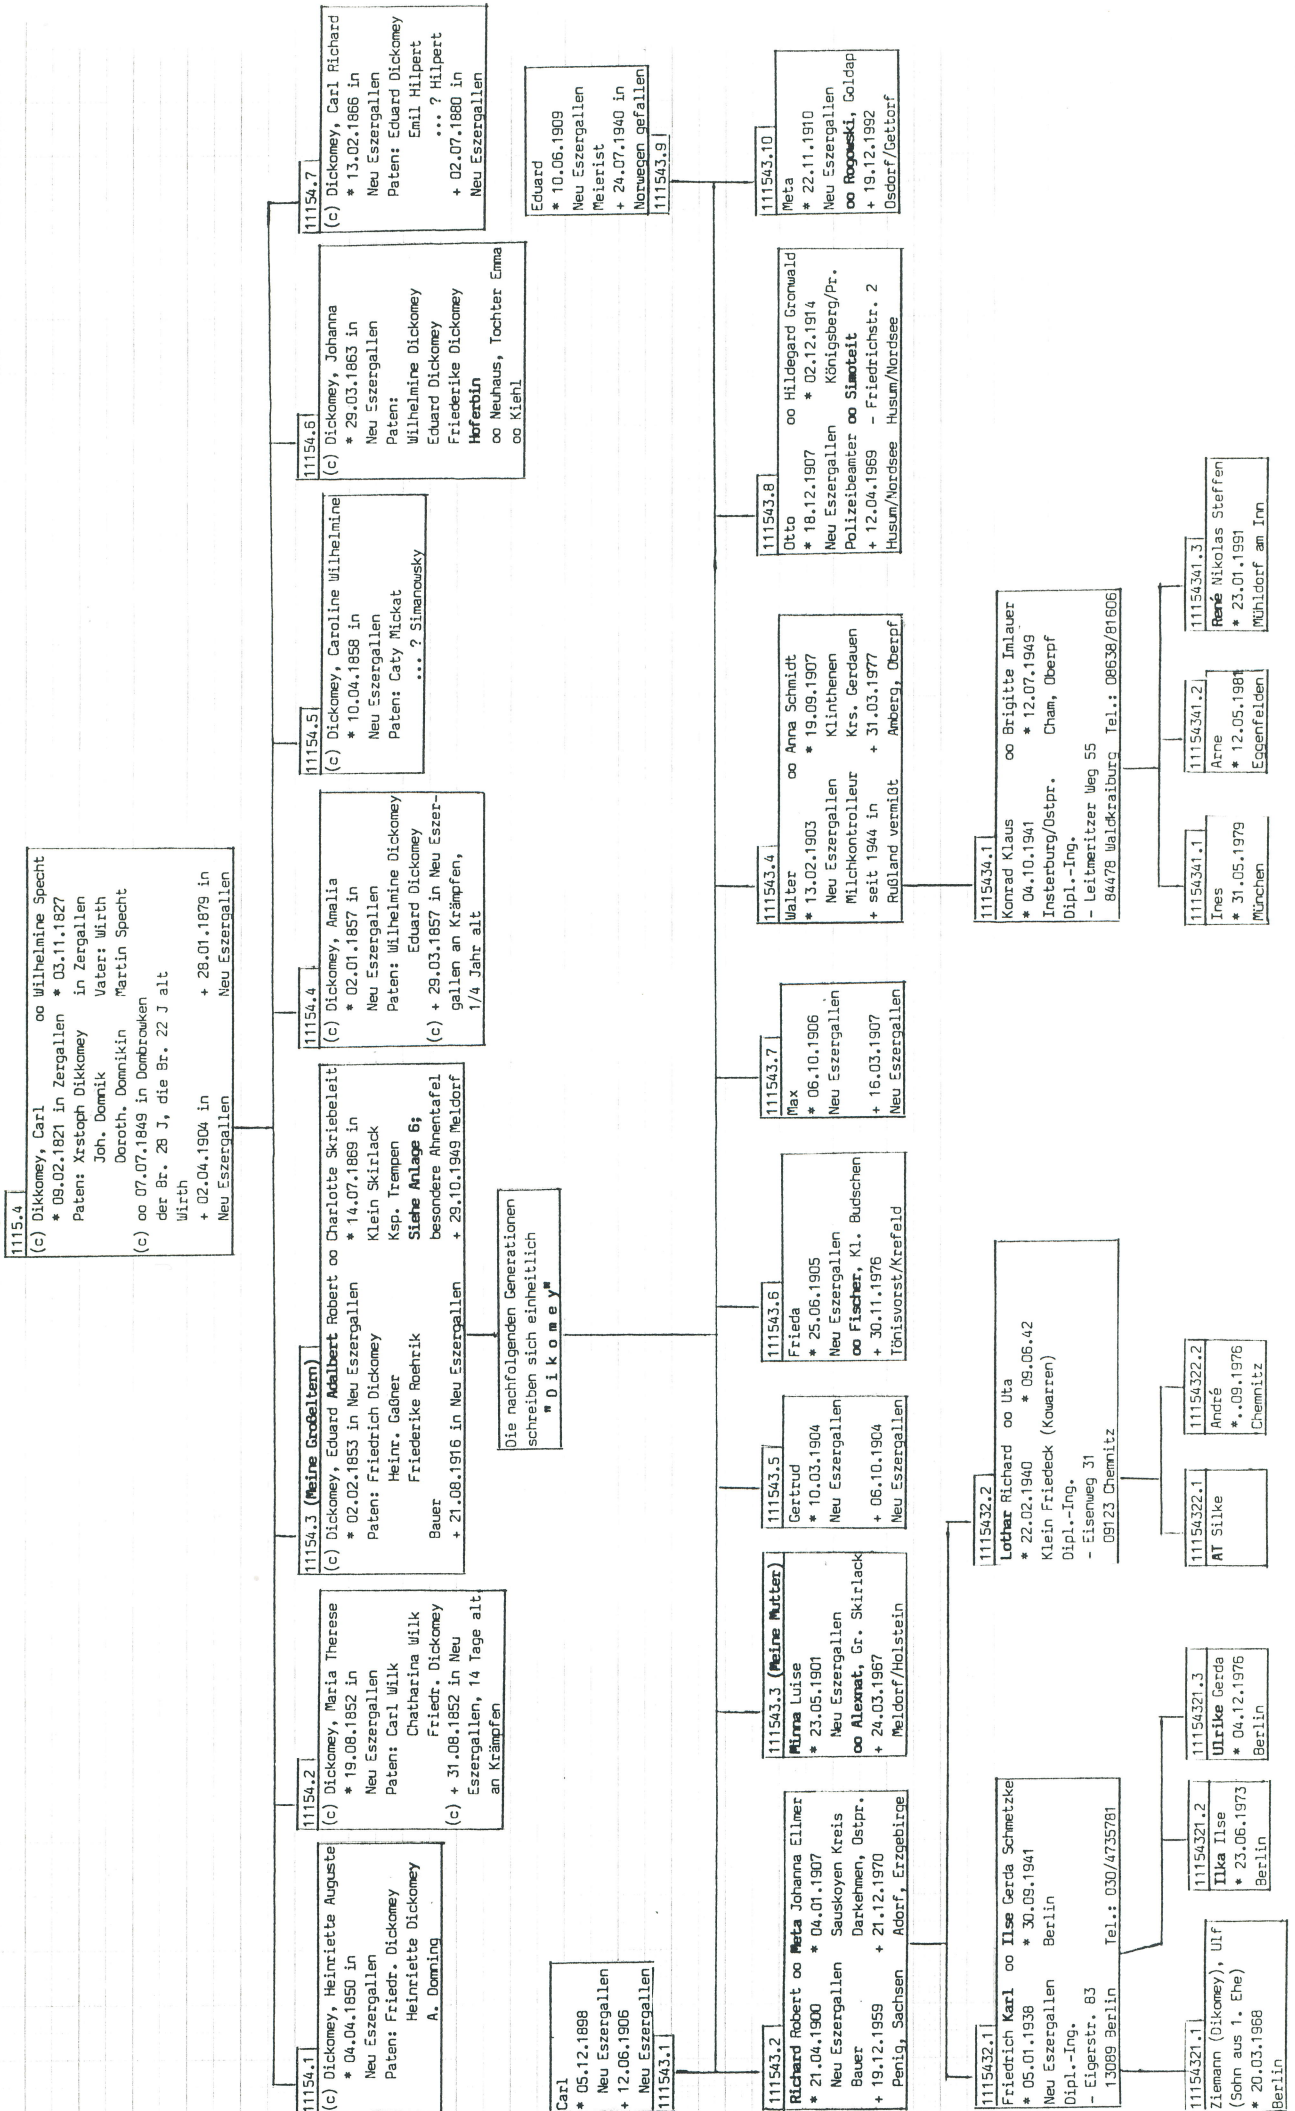 1115.4
(c) Dikkomey, Carl oo Wilhelmine Specht
* 09.02.1821 in Zergallen * 03.11.1827
Paten: Xrstoph Dikkomey in Zergallen
Joh. Domnik Vater: Wirth
Doroth. Domnikin Martin Specht
(c) oo 07.07.1849 in Dombrowken
der Br. 28 J, die Br. 22 J alt
Wirth
+ 02.04.1904 in + 28.01.1879 in
Neu Eszergallen Neu Eszergallen
11154.1
(c) Dickomey, Heinriette Auguste
* 04.04.1850 in
Neu Eszergallen
Paten: Friedr. Dickomey
Heinriette Dickomey
A. Domning
11154.2
(c) Dickomey, Maria Therese
* 19.08.1852 in
Neu Eszergallen
Paten: Carl Wilk
Chatharina Wilk
Friedr. Dickomey
(c) + 31.08.1852 in Neu
Eszergallen, 14 Tage alt
an Krämpfen
11154.3 (Meine Großeltern)
(c) Dickomey, Eduard Adalbert Robert oo Charlotte Skriebeleit
* 02.02.1853 in Neu Eszergallen * 14.07.1869 in
Paten: Friedrich Dickomey Klein Skirlack
Heinr. Gaßner Ksp. Trempen
Friederike Roehrik Siehe Anlage 6;
Bauer besondere Ahnentafel
+ 21.08.1916 in Neu Eszergallen + 29.10.1949 Meldorf
11154.4
(c) Dickomey, Amalia
* 02.01.1857 in
Neu Eszergallen
Paten: Wilhelmine Dickomey
Eduard Dickomey
(c) + 29.03.1857 in Neu Eszer-
gallen an Krämpfen,
1/4 Jahr alt
11154.5
(c) Dickomey, Caroline Wilhelmine
* 10.04.1858 in
Neu Eszergallen
Paten: Caty Mickat
... ? Simanowsky
11154.6
(c) Dickomey, Johanna
* 29.03.1863 in
Neu Eszergallen
Paten:
Wilhelmine Dickomey
Eduard Dickomey
Friederike Dickomey
Hoferbin
oo Neuhaus, Tochter Emma
oo Kiehl
11154.7
(c) Dickomey, Carl Richard
* 13.02.1866 in
Neu Eszergallen
Paten: Eduard Dickomey
Emil Hilpert
... ? Hilpert
+ 02.07.1880 in
Neu Eszergallen
Die nachfolgenden Generationen
schreiben sich einheitlich
"D i k o m e y"
Carl
* 05.12.1898
Neu Eszergallen
+ 12.06.1906
Neu Eszergallen
111543.1
Eduard
* 10.06.1909
Neu Eszergallen
Meierist
+ 24.07.1940 in
Norwegen gefallen
111543.9
111543.2
Richard Robert oo Meta Johanna Ellmer
* 21.04.1900 * 04.01.1907
Neu Eszergallen Sauskoyen Kreis
Bauer Darkehmen, Ostpr.
+ 19.12.1959 + 21.12.1970
Penig, Sachsen Adorf, Erzgebirge
111543.3 (Meine Mutter)
Minna Luise
* 23.05.1901
Neu Eszergallen
oo Alexnat, Gr. Skirlack
+ 24.03.1967
Meldorf/Holstein
111543.5
Gertrud
* 10.03.1904
Neu Eszergallen
+ 06.10.1904
Neu Eszergallen
111543.6
Frieda
* 25.06.1905
Neu Eszergallen
oo Fischer, Kl. Budschen
+ 30.11.1976
Tönisvorst/Krefeld
111543.7
Max
* 06.10.1906
Neu Eszergallen
+ 16.03.1907
Neu Eszergallen
111543.4
Walter oo Anna Schmidt
* 13.02.1903 * 19.09.1907
Neu Eszergallen Klinthenen
Milchkontrolleur Krs. Gerdauen
+ seit 1944 in + 31.03.1977
Rußland vermißt Amberg, Oberpf
111543.8
Otto oo Hildegard Gronwald
* 18.12.1907 * 02.12.1914
Neu Eszergallen Königsberg/Pr.
Polizeibeamter oo Simoteit
+ 12.04.1969 - Friedrichstr. 2
Husum/Nordsee Husum/Nordsee
111543.10
Meta
* 22.11.1910
Neu Eszergallen
oo Rogowski, Goldap
+ 19.12.1992
Osdorf/Gettorf
1115432.1
Friedrich Karl oo Ilse Gerda Schmetzke
* 05.01.1938 * 30.09.1941
Neu Eszergallen Berlin
Dipl.-Ing.
- Eigerstr. 83
13089 Berlin Tel.: 030/4735781
1115432.2
Lothar Richard oo Uta
* 22.02.1940 * 09.06.42
Klein Friedeck (Kowarren)
Dipl.-Ing.
- Eisenweg 31
09123 Chemnitz
1115434.1
Konrad Klaus oo Brigitte Imlauer
* 04.10.1941 * 12.07.1949
Insterburg/Ostpr. Cham, Oberpf
Dipl.-Ing.
- Leitmeritzer Weg 55
84478 Waldkraiburg Tel.: 08638/81606
11154321.1
Ziemann (Dikomey), Ulf
(Sohn aus 1. Ehe)
* 20.03.1968
Berlin
11154321.2
Ilka Ilse
* 23.06.1973
Berlin
11154321.3
Ulrike Gerda
* 04.12.1976
Berlin
11154322.1
AT Silke
11154322.2
André
*..09.1976
Chemnitz
11154341.1
Ines
* 31.05.1979
München
11154341.2
Arne
* 12.05.1981
Eggenfelden
11154341.3
René Nikolas Steffen
* 23.01.1991
Mühldorf am Inn